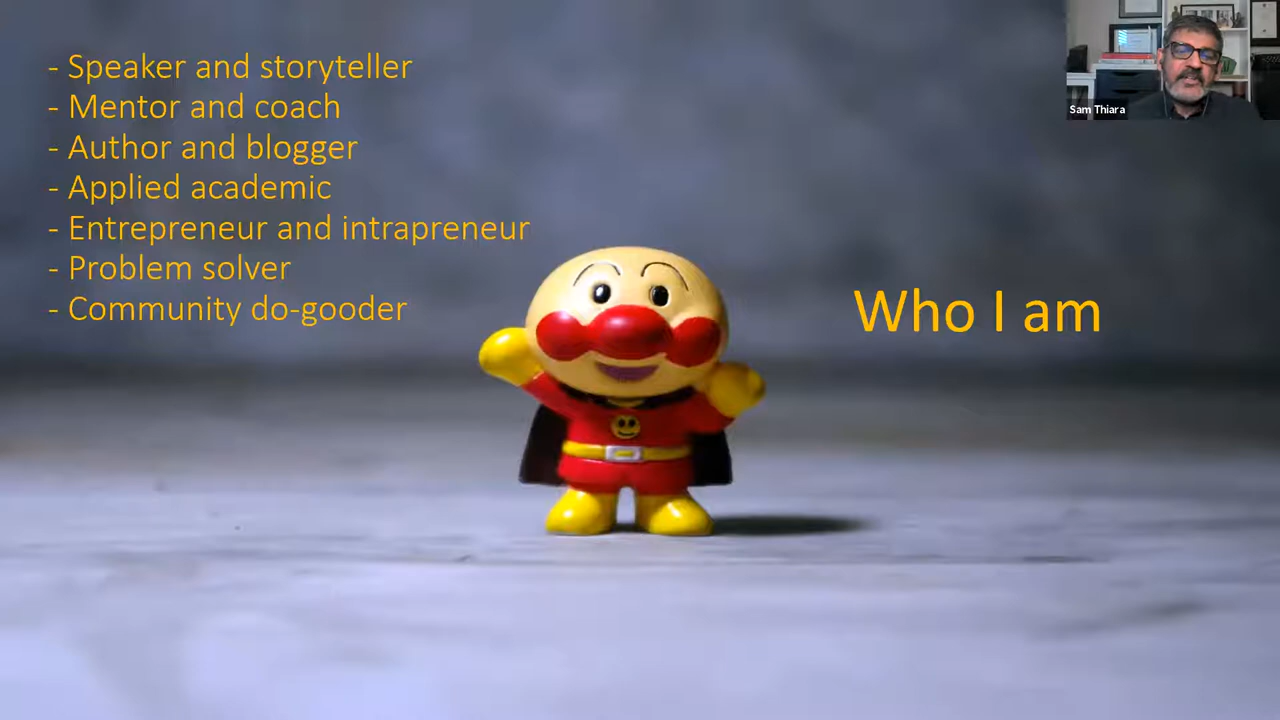 - Speaker and storyteller
- Mentor and coach
- Author and blogger
- Applied academic
- Entrepreneur and intrapreneur
- Problem solver
- Community do-gooder
Who I am
Sam Thiara